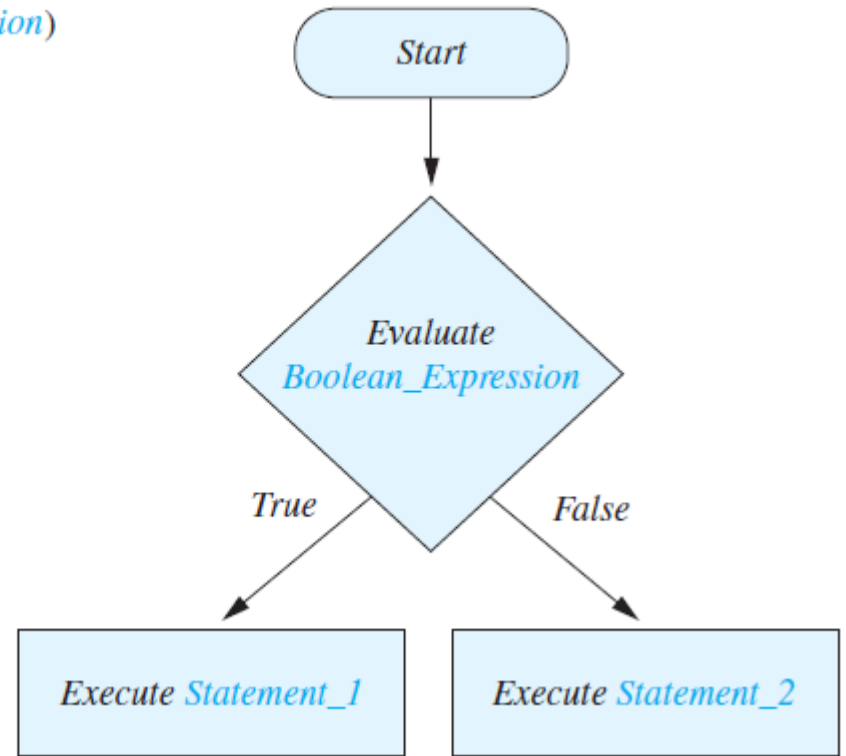 ion)
Start
Evaluate
Boolean_Expression
True
False
Execute Statement_1
Execute Statement_2